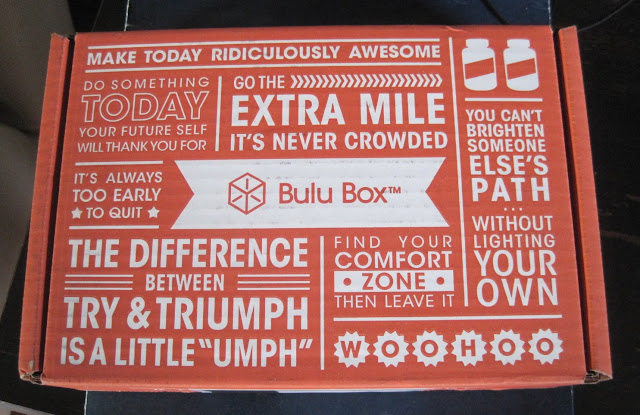 MAKE TODAY RIDICULOUSLY AWESOME
DO SOMETHING
TODAY
YOUR FUTURE SELF
WILL THANK YOU FOR
GO THE
EXTRA MILE
IT'S NEVER CROWDED
YOU CAN'T
BRIGHTEN
SOMEONE
ELSE'S
PATH
...
WITHOUT
LIGHTING
YOUR
OWN
IT'S ALWAYS
TOO EARLY
★ TO QUIT ★
Bulu Box™
THE DIFFERENCE
BETWEEN
TRY & TRIUMPH
IS A LITTLE "UMPH"
FIND YOUR
COMFORT
• ZONE •
THEN LEAVE IT
WOOHOO